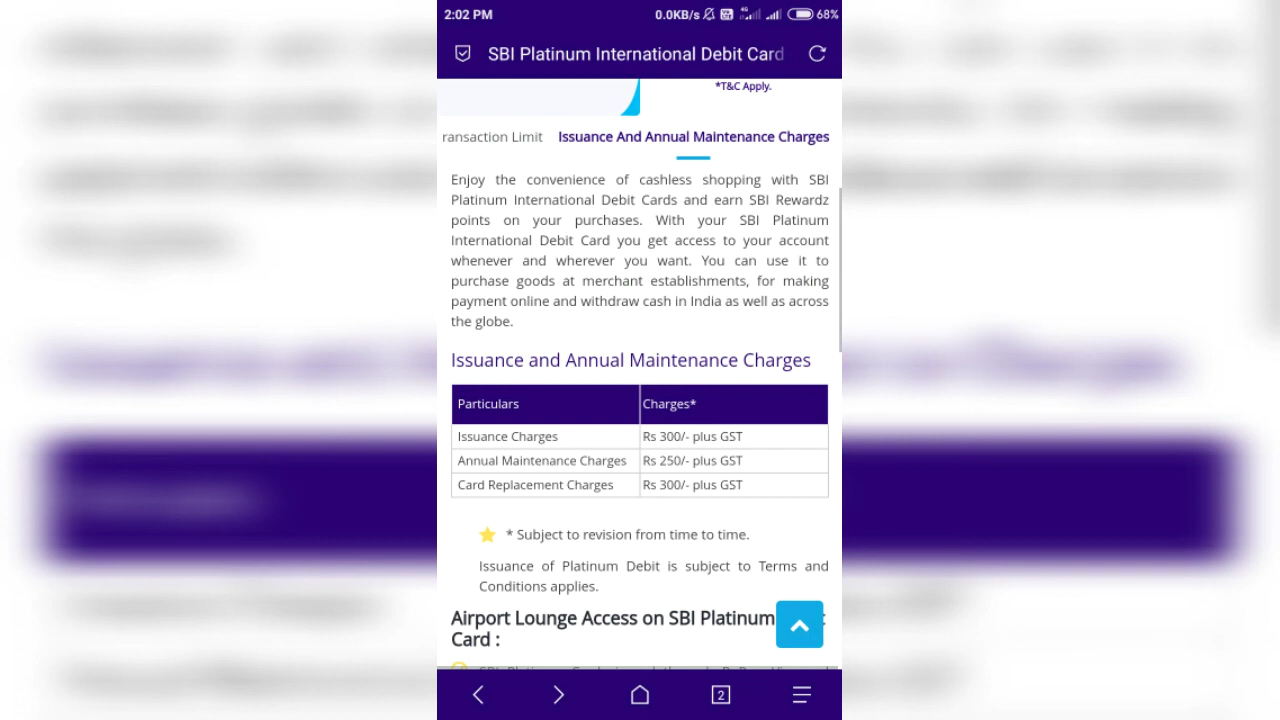 2:02 PM
0.0KB/s
4G
68%
SBI Platinum International Debit Card
*T&C Apply.
ransaction Limit Issuance And Annual Maintenance Charges
Enjoy the convenience of cashless shopping with SBI
Platinum International Debit Cards and earn SBI Rewardz
points on your purchases. With your SBI Platinum
International Debit Card you get access to your account
whenever and wherever you want. You can use it to
purchase goods at merchant establishments, for making
payment online and withdraw cash in India as well as across
the globe.
Issuance and Annual Maintenance Charges
Particulars Charges*
Issuance Charges Rs 300/- plus GST
Annual Maintenance Charges Rs 250/- plus GST
Card Replacement Charges Rs 300/- plus GST
* Subject to revision from time to time.
Issuance of Platinum Debit is subject to Terms and
Conditions applies.
Airport Lounge Access on SBI Platinum
Card :
2